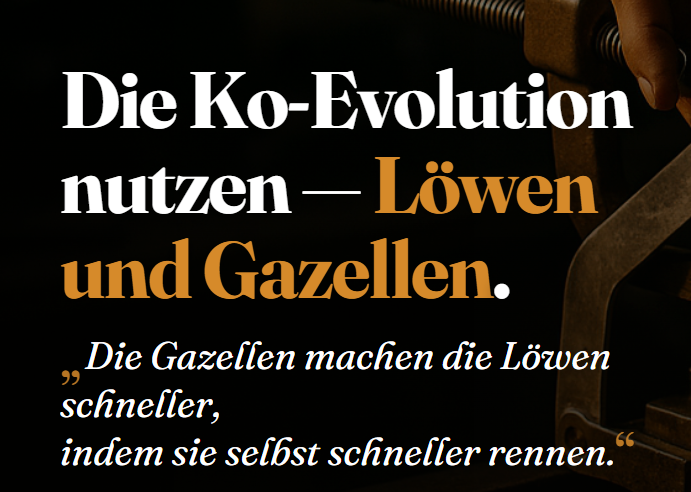 Die Ko-Evolution
nutzen — Löwen
und Gazellen.
„Die Gazellen machen die Löwen
schneller,
indem sie selbst schneller rennen.“